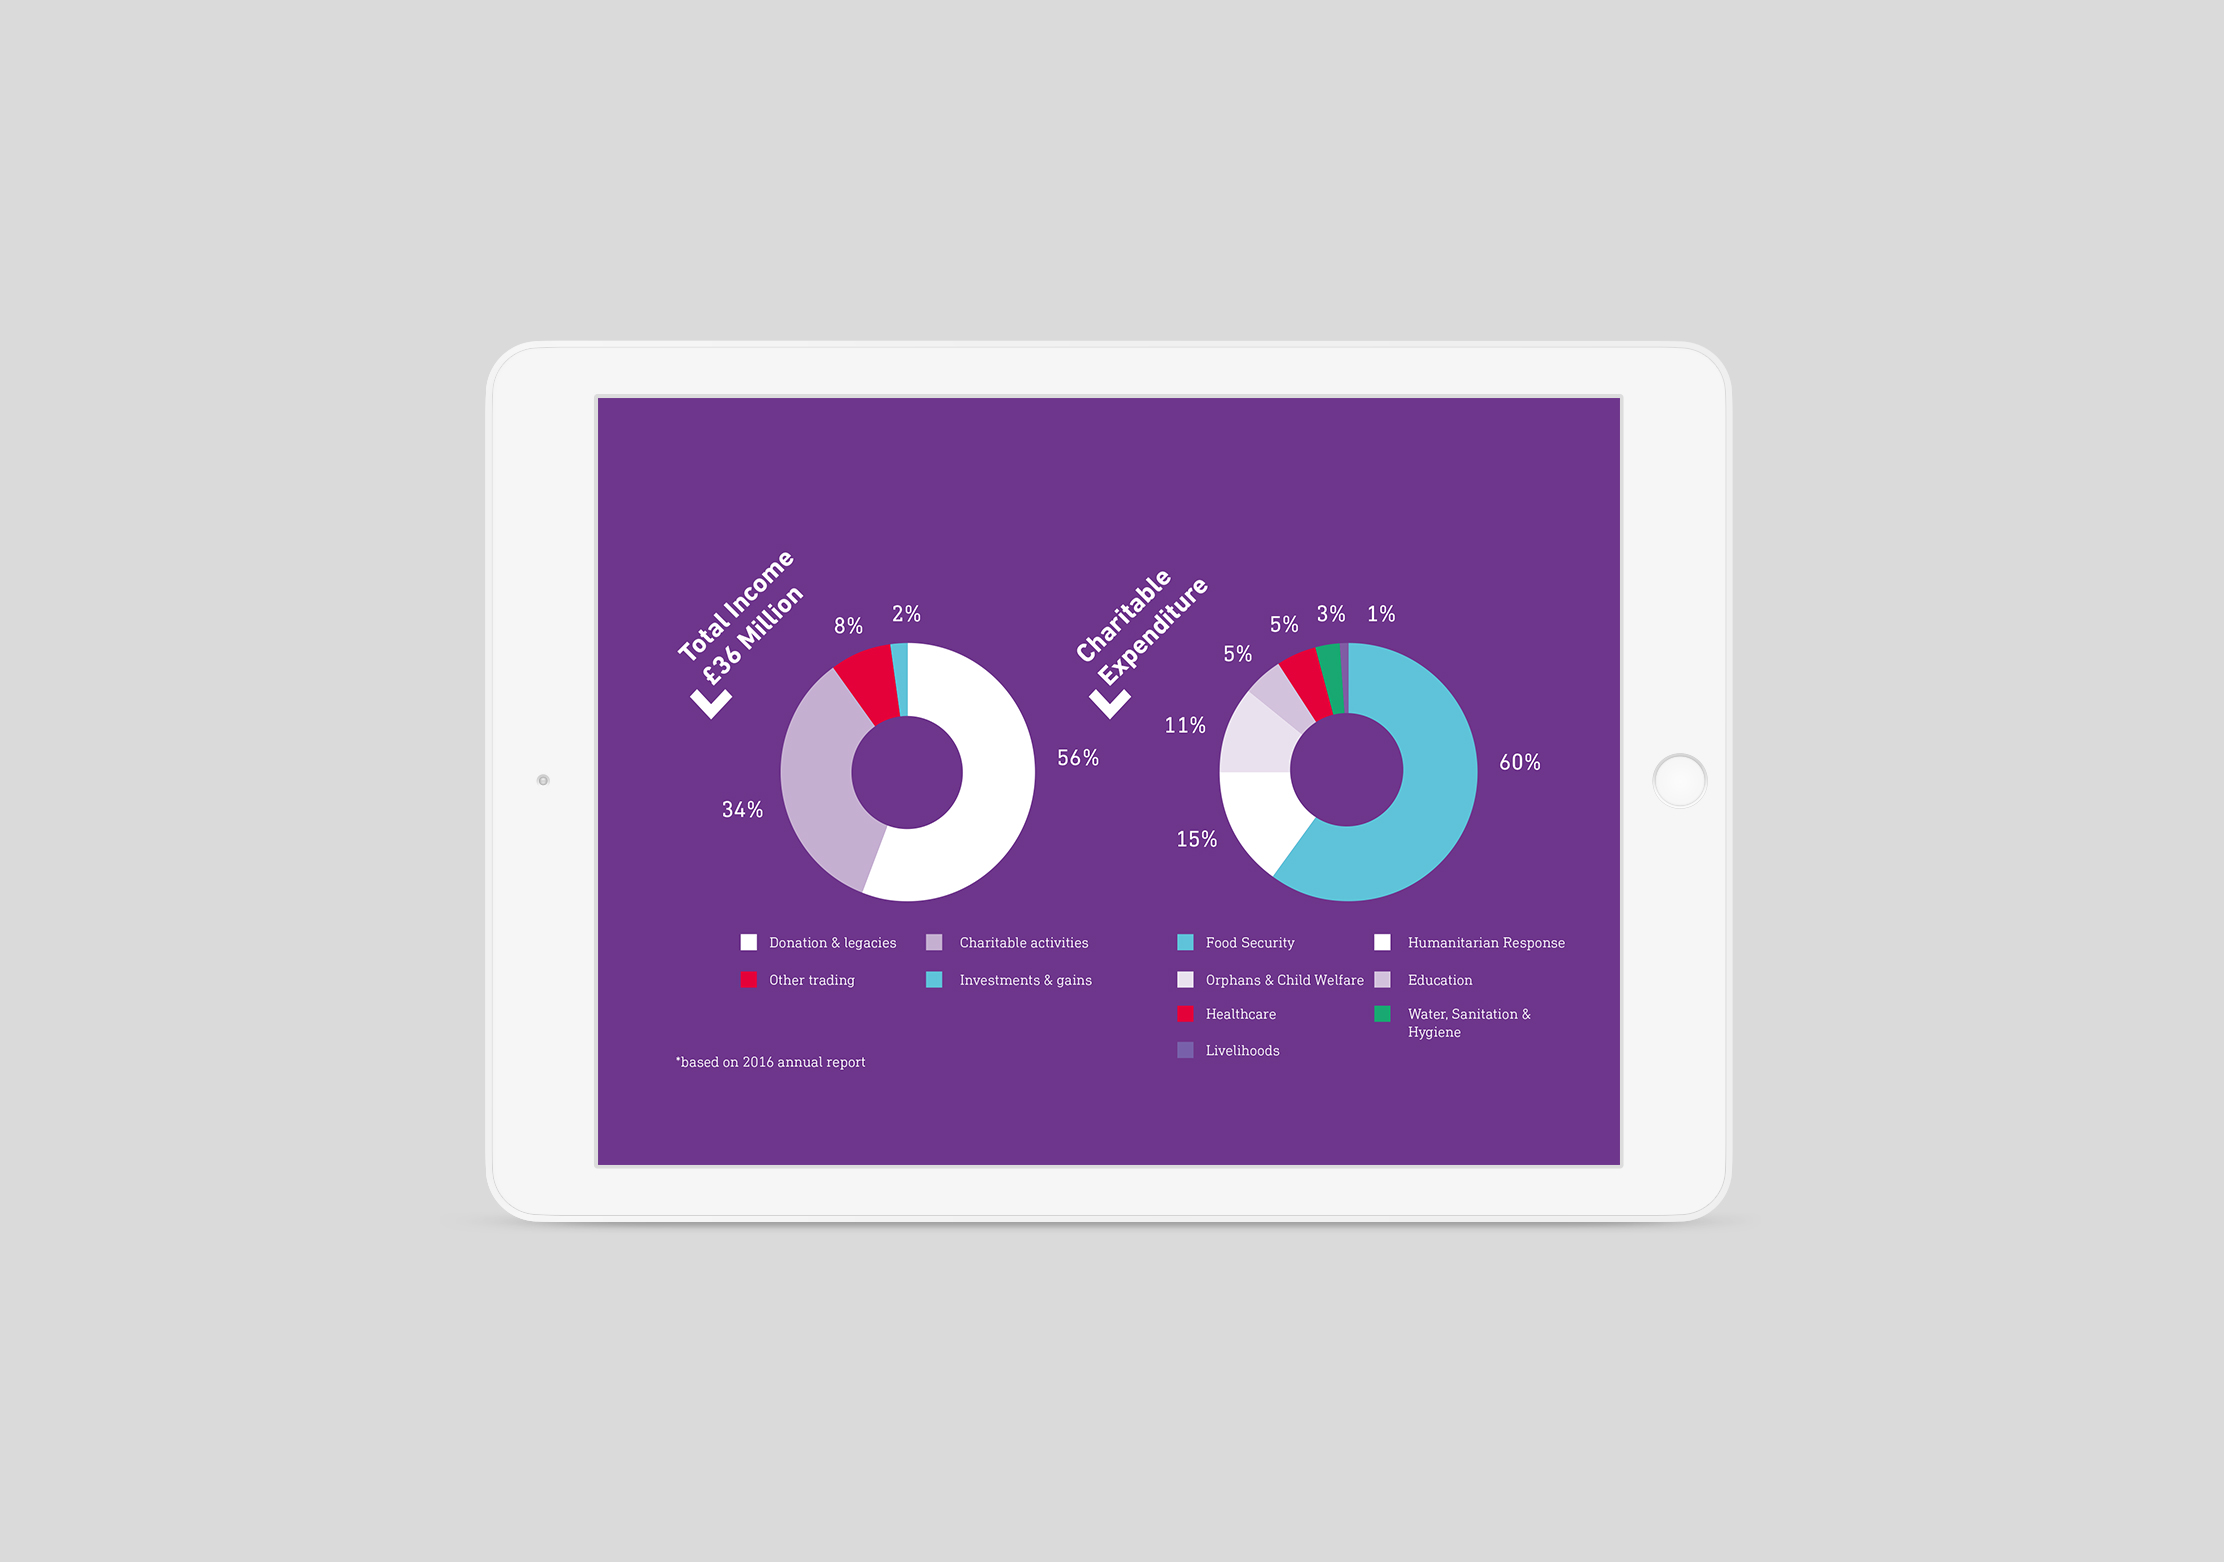 Total Income
£36 Million
8%
2%
56%
34%
Donation & legacies
Charitable activities
Other trading
Investments & gains
*based on 2016 annual report
Charitable
Expenditure
5%
5%
3%
1%
11%
60%
15%
Food Security
Humanitarian Response
Orphans & Child Welfare
Education
Healthcare
Water, Sanitation &
Hygiene
Livelihoods